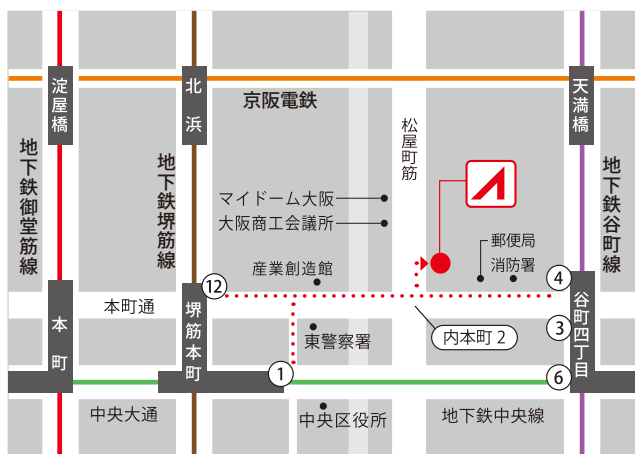 淀屋橋
北浜
京阪電鉄
天満橋
地下鉄御堂筋線
地下鉄堺筋線
松屋町筋
地下鉄谷町線
マイドーム大阪
大阪商工会議所
郵便局
消防署
産業創造館
12
4
本町通
本町
堺筋本町
谷町四丁目
3
東警察署
内本町 2
1
6
中央大通
中央区役所
地下鉄中央線